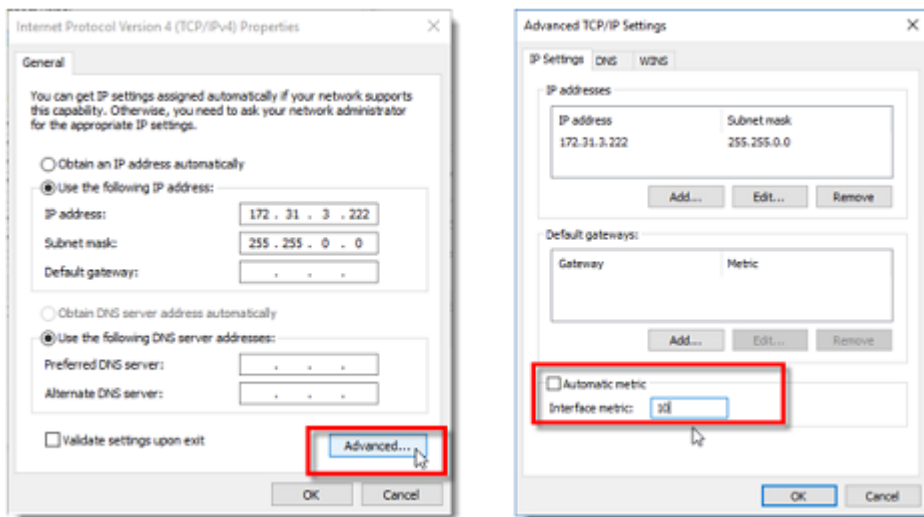 Internet Protocol Version 4 (TCP/IPv4) Properties
General
You can get IP settings assigned automatically if your network supports
this capability. Otherwise, you need to ask your network administrator
for the appropriate IP settings.
Obtain an IP address automatically
Use the following IP address:
IP address:
172 . 31 . 3 . 222
Subnet mask:
255 . 255 . 0 . 0
Default gateway:
. . .
Obtain DNS server address automatically
Use the following DNS server addresses:
Preferred DNS server:
. . .
Alternate DNS server:
. . .
Validate settings upon exit
Advanced...
OK
Cancel
Advanced TCP/IP Settings
IP Settings
DNS
WINS
IP addresses
IP address
Subnet mask
172.31.3.222
255.255.0.0
Add...
Edit...
Remove
Default gateways:
Gateway
Metric
Add...
Edit...
Remove
Automatic metric
Interface metric:
10
OK
Cancel